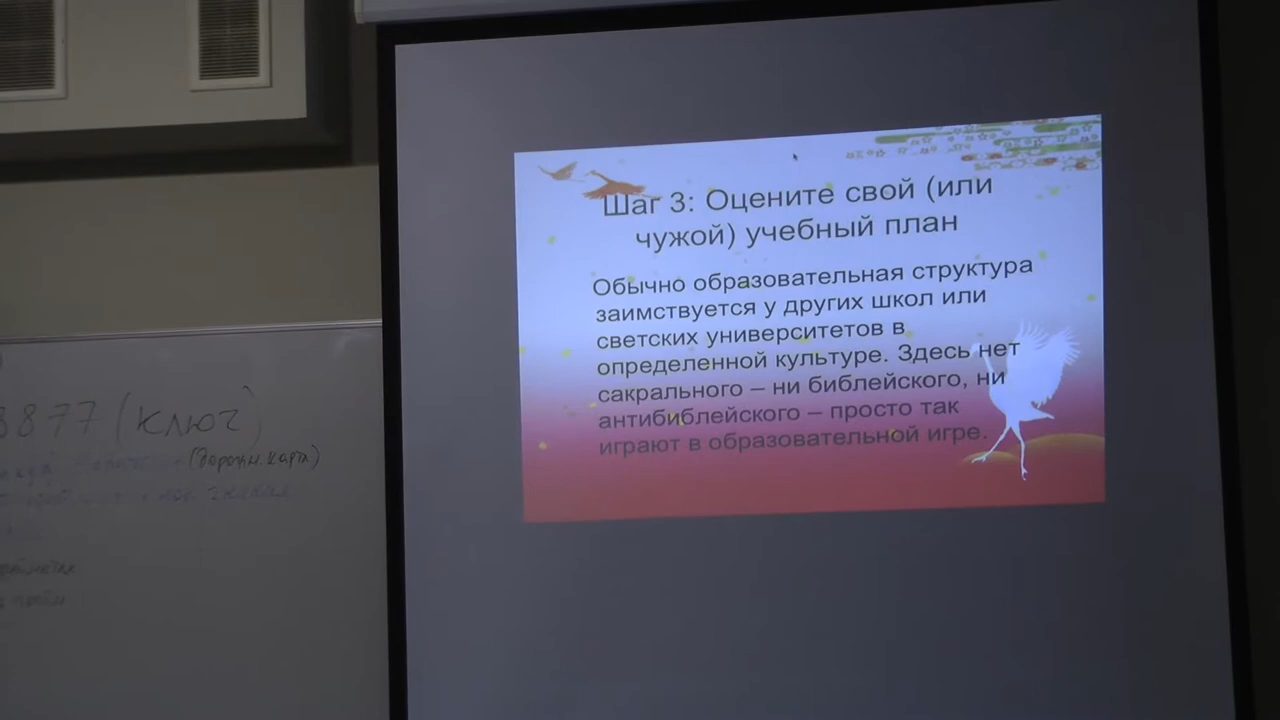 Шаг 3: Оцените свой (или
чужой) учебный план
Обычно образовательная структура
заимствуется у других школ или
светских университетов в
определенной культуре. Здесь нет
сакрального – ни библейского, ни
антибиблейского – просто так
играют в образовательной игре.
8877 (ключ)
(дорожн. карта)